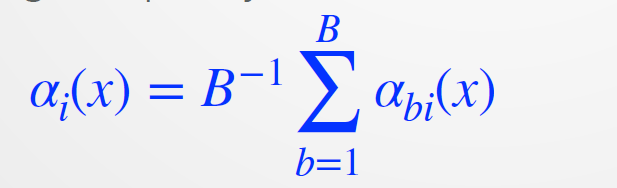 α_i(x) = B^{-1} ∑_{b=1}^{B} α_{bi}(x)